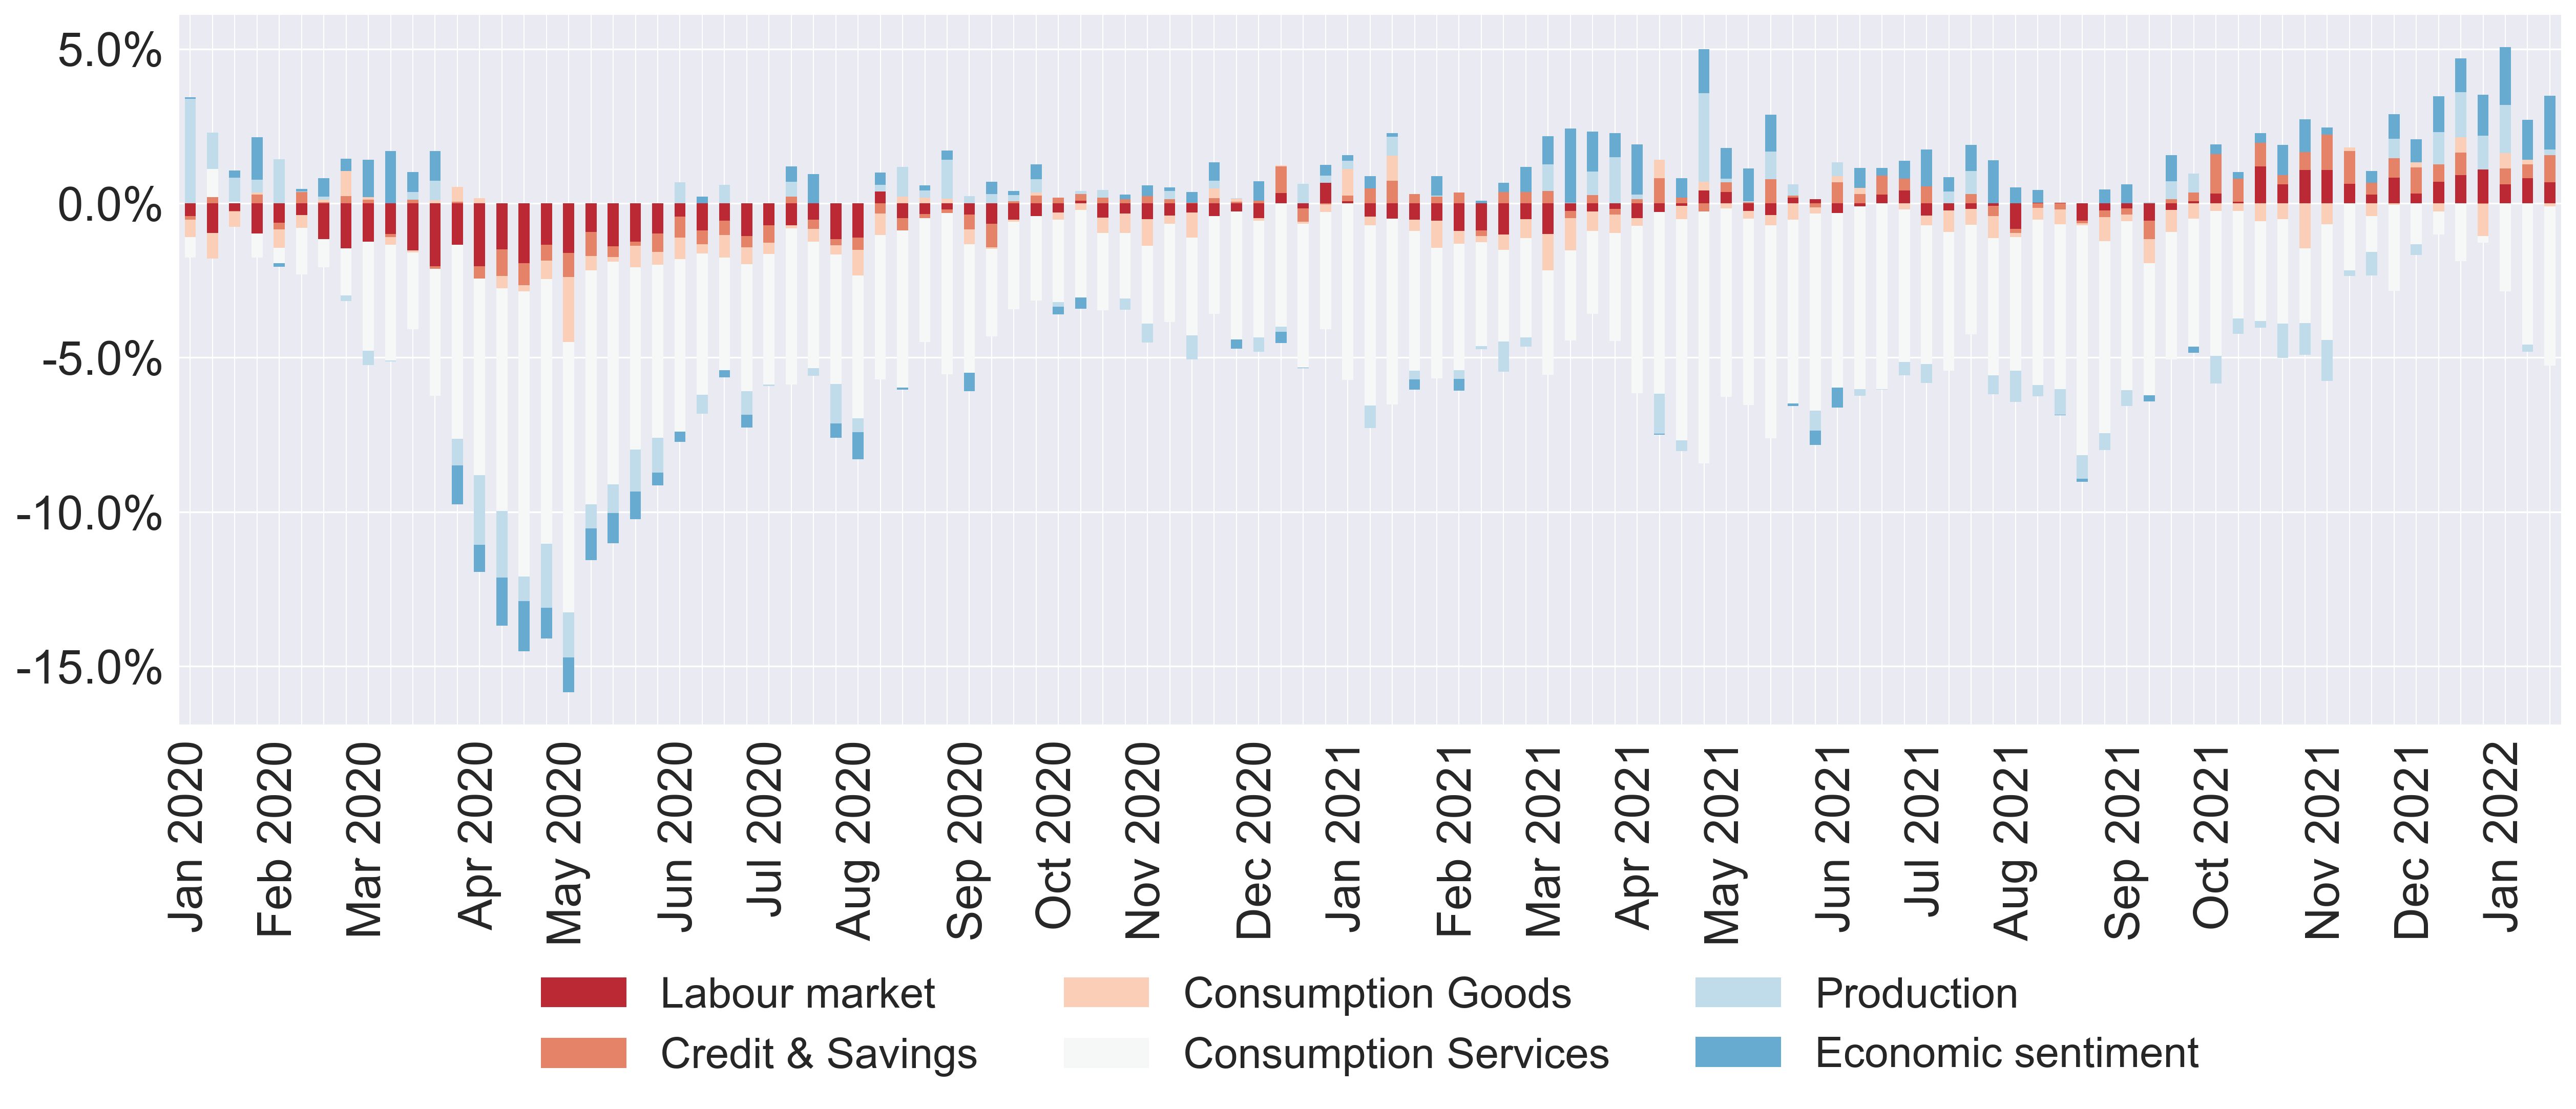 5.0%
0.0%
-5.0%
-10.0%
-15.0%
Jan 2020
Feb 2020
Mar 2020
Apr 2020
May 2020
Jun 2020
Jul 2020
Aug 2020
Sep 2020
Oct 2020
Nov 2020
Dec 2020
Jan 2021
Feb 2021
Mar 2021
Apr 2021
May 2021
Jun 2021
Jul 2021
Aug 2021
Sep 2021
Oct 2021
Nov 2021
Dec 2021
Jan 2022
Labour market
Consumption Goods
Production
Credit & Savings
Consumption Services
Economic sentiment